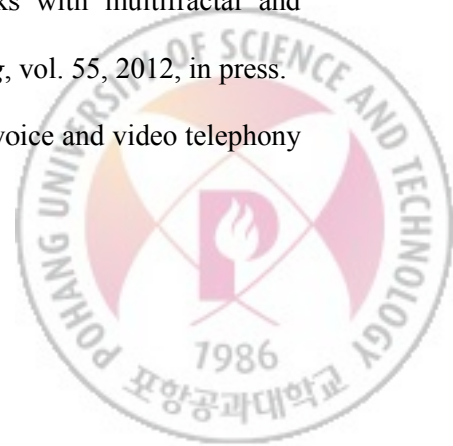 ks with multifractal and
g, vol. 55, 2012, in press.
voice and video telephony
POHANG UNIVERSITY OF SCIENCE AND TECHNOLOGY
1986
포항공과대학교